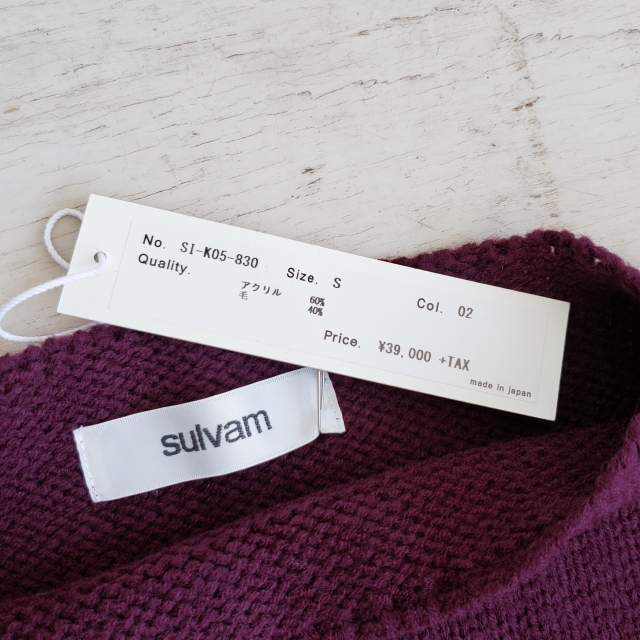 No. SI-K05-830 Size. S Col. 02
Quality. アクリル 60%
毛 40%
Price. ¥39,000 +TAX
made in japan
sulvam